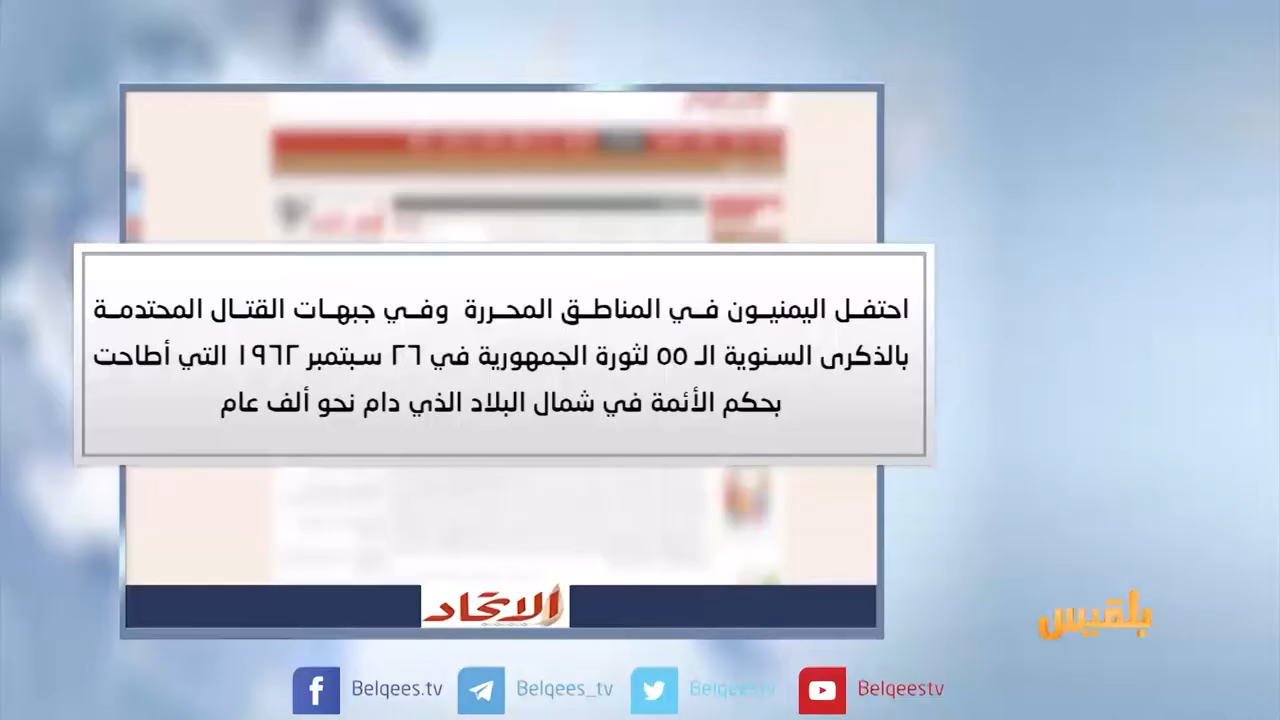 احتفل اليمنيون في المناطق المحررة وفي جبهات القتال المحتدمة
بالذكرى السنوية الـ ٥٥ لثورة الجمهورية في ٢٦ سبتمبر ١٩٦٢ التي أطاحت
بحكم الأئمة في شمال البلاد الذي دام نحو ألف عام
الاتحاد
بلقيس
Belqees.tv
Belqees_tv
Belqeestv
Belqeestv